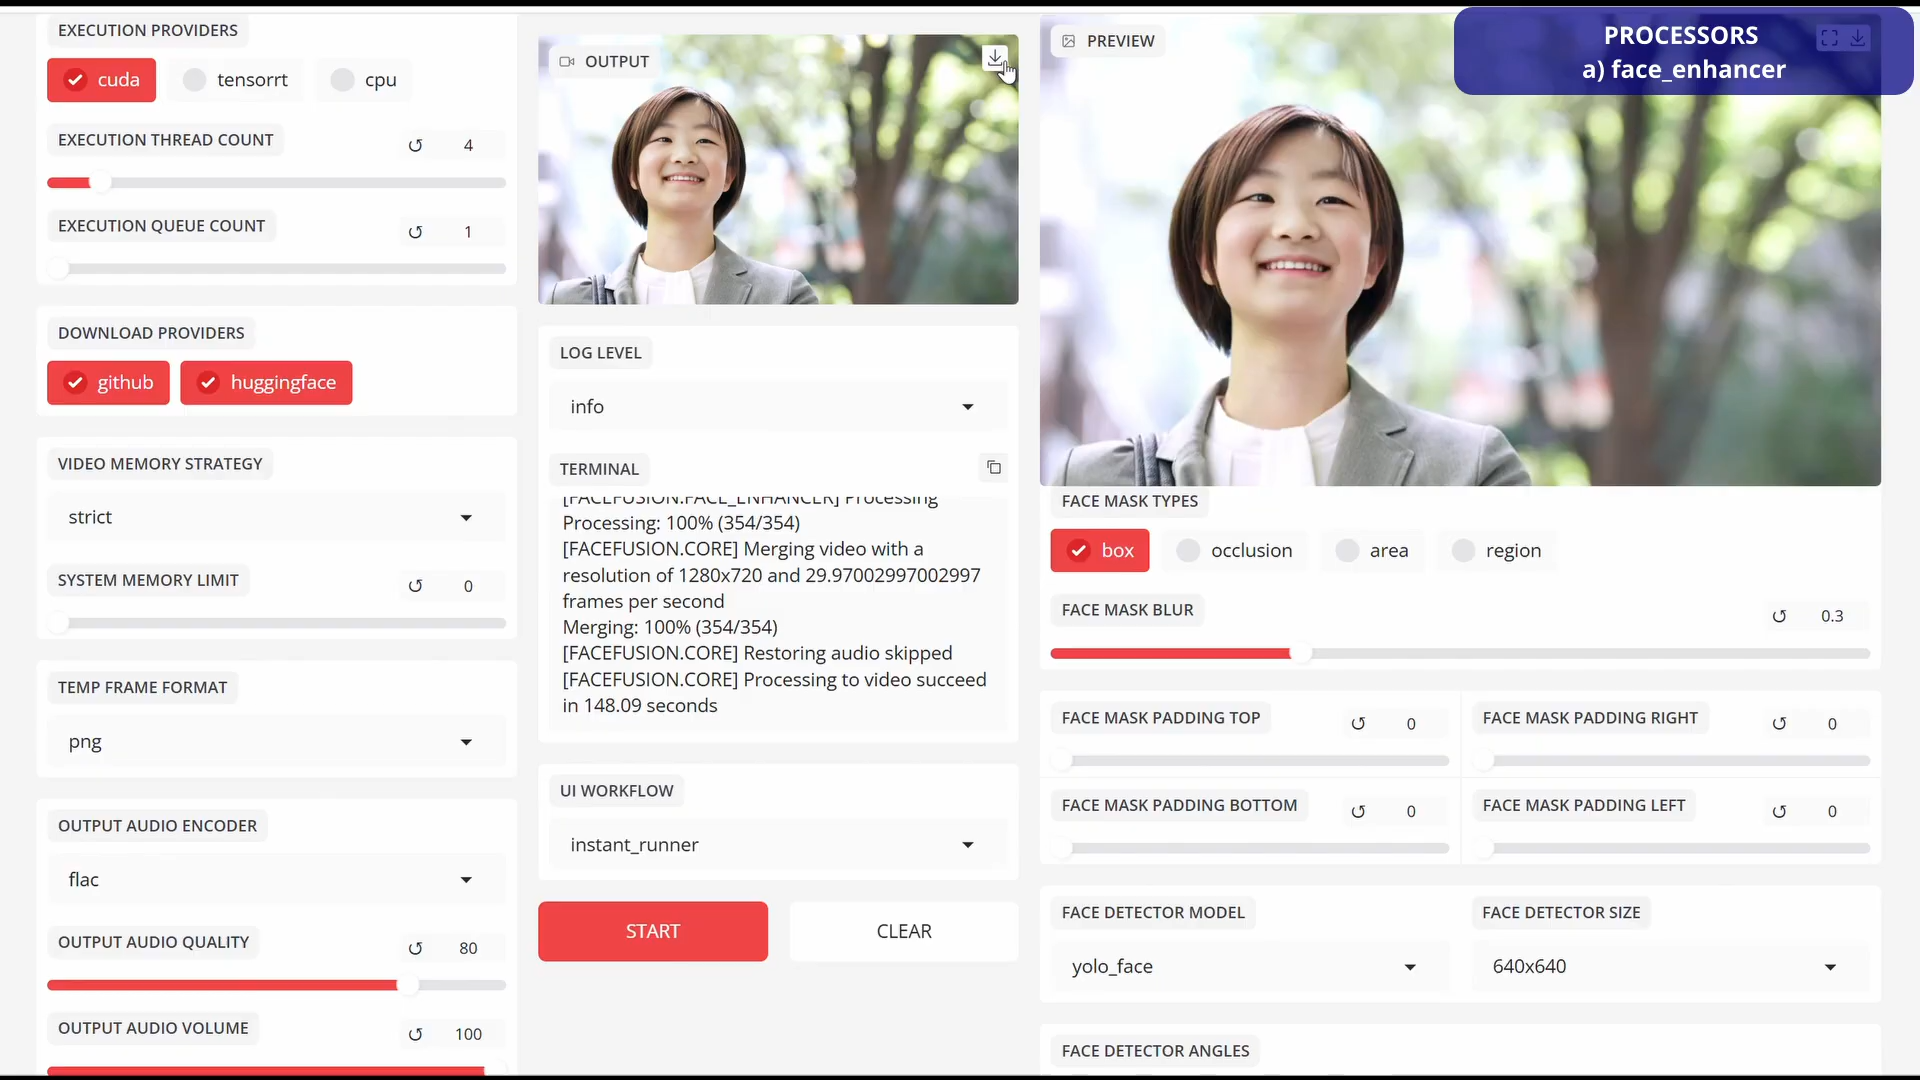 EXECUTION PROVIDERS
cuda
tensorrt
cpu
EXECUTION THREAD COUNT
4
EXECUTION QUEUE COUNT
1
DOWNLOAD PROVIDERS
github
huggingface
VIDEO MEMORY STRATEGY
strict
SYSTEM MEMORY LIMIT
0
TEMP FRAME FORMAT
png
OUTPUT AUDIO ENCODER
flac
OUTPUT AUDIO QUALITY
80
OUTPUT AUDIO VOLUME
100
OUTPUT
LOG LEVEL
info
TERMINAL
[FACEFUSION.FACE_ENHANCER] Processing
Processing: 100% (354/354)
[FACEFUSION.CORE] Merging video with a
resolution of 1280x720 and 29.97002997002997
frames per second
Merging: 100% (354/354)
[FACEFUSION.CORE] Restoring audio skipped
[FACEFUSION.CORE] Processing to video succeed
in 148.09 seconds
UI WORKFLOW
instant_runner
START
CLEAR
PREVIEW
PROCESSORS
a) face_enhancer
FACE MASK TYPES
box
occlusion
area
region
FACE MASK BLUR
0.3
FACE MASK PADDING TOP
0
FACE MASK PADDING RIGHT
0
FACE MASK PADDING BOTTOM
0
FACE MASK PADDING LEFT
0
FACE DETECTOR MODEL
yolo_face
FACE DETECTOR SIZE
640x640
FACE DETECTOR ANGLES